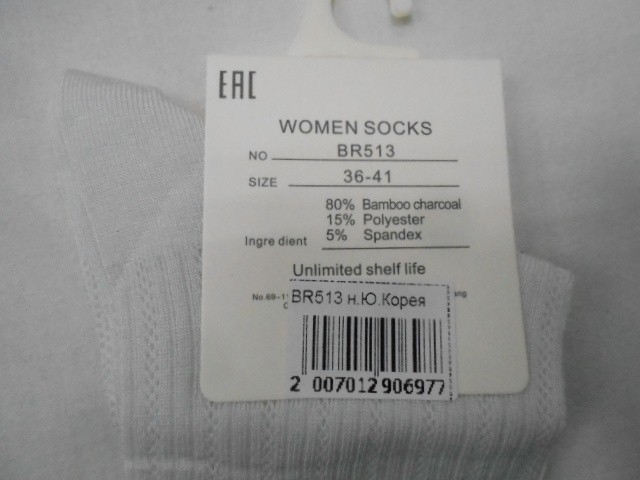 EAC
WOMEN SOCKS
NO BR513
SIZE 36-41
80% Bamboo charcoal
15% Polyester
Ingre dient 5% Spandex
Unlimited shelf life
BR513 н.Ю.Корея
2 007012 906977